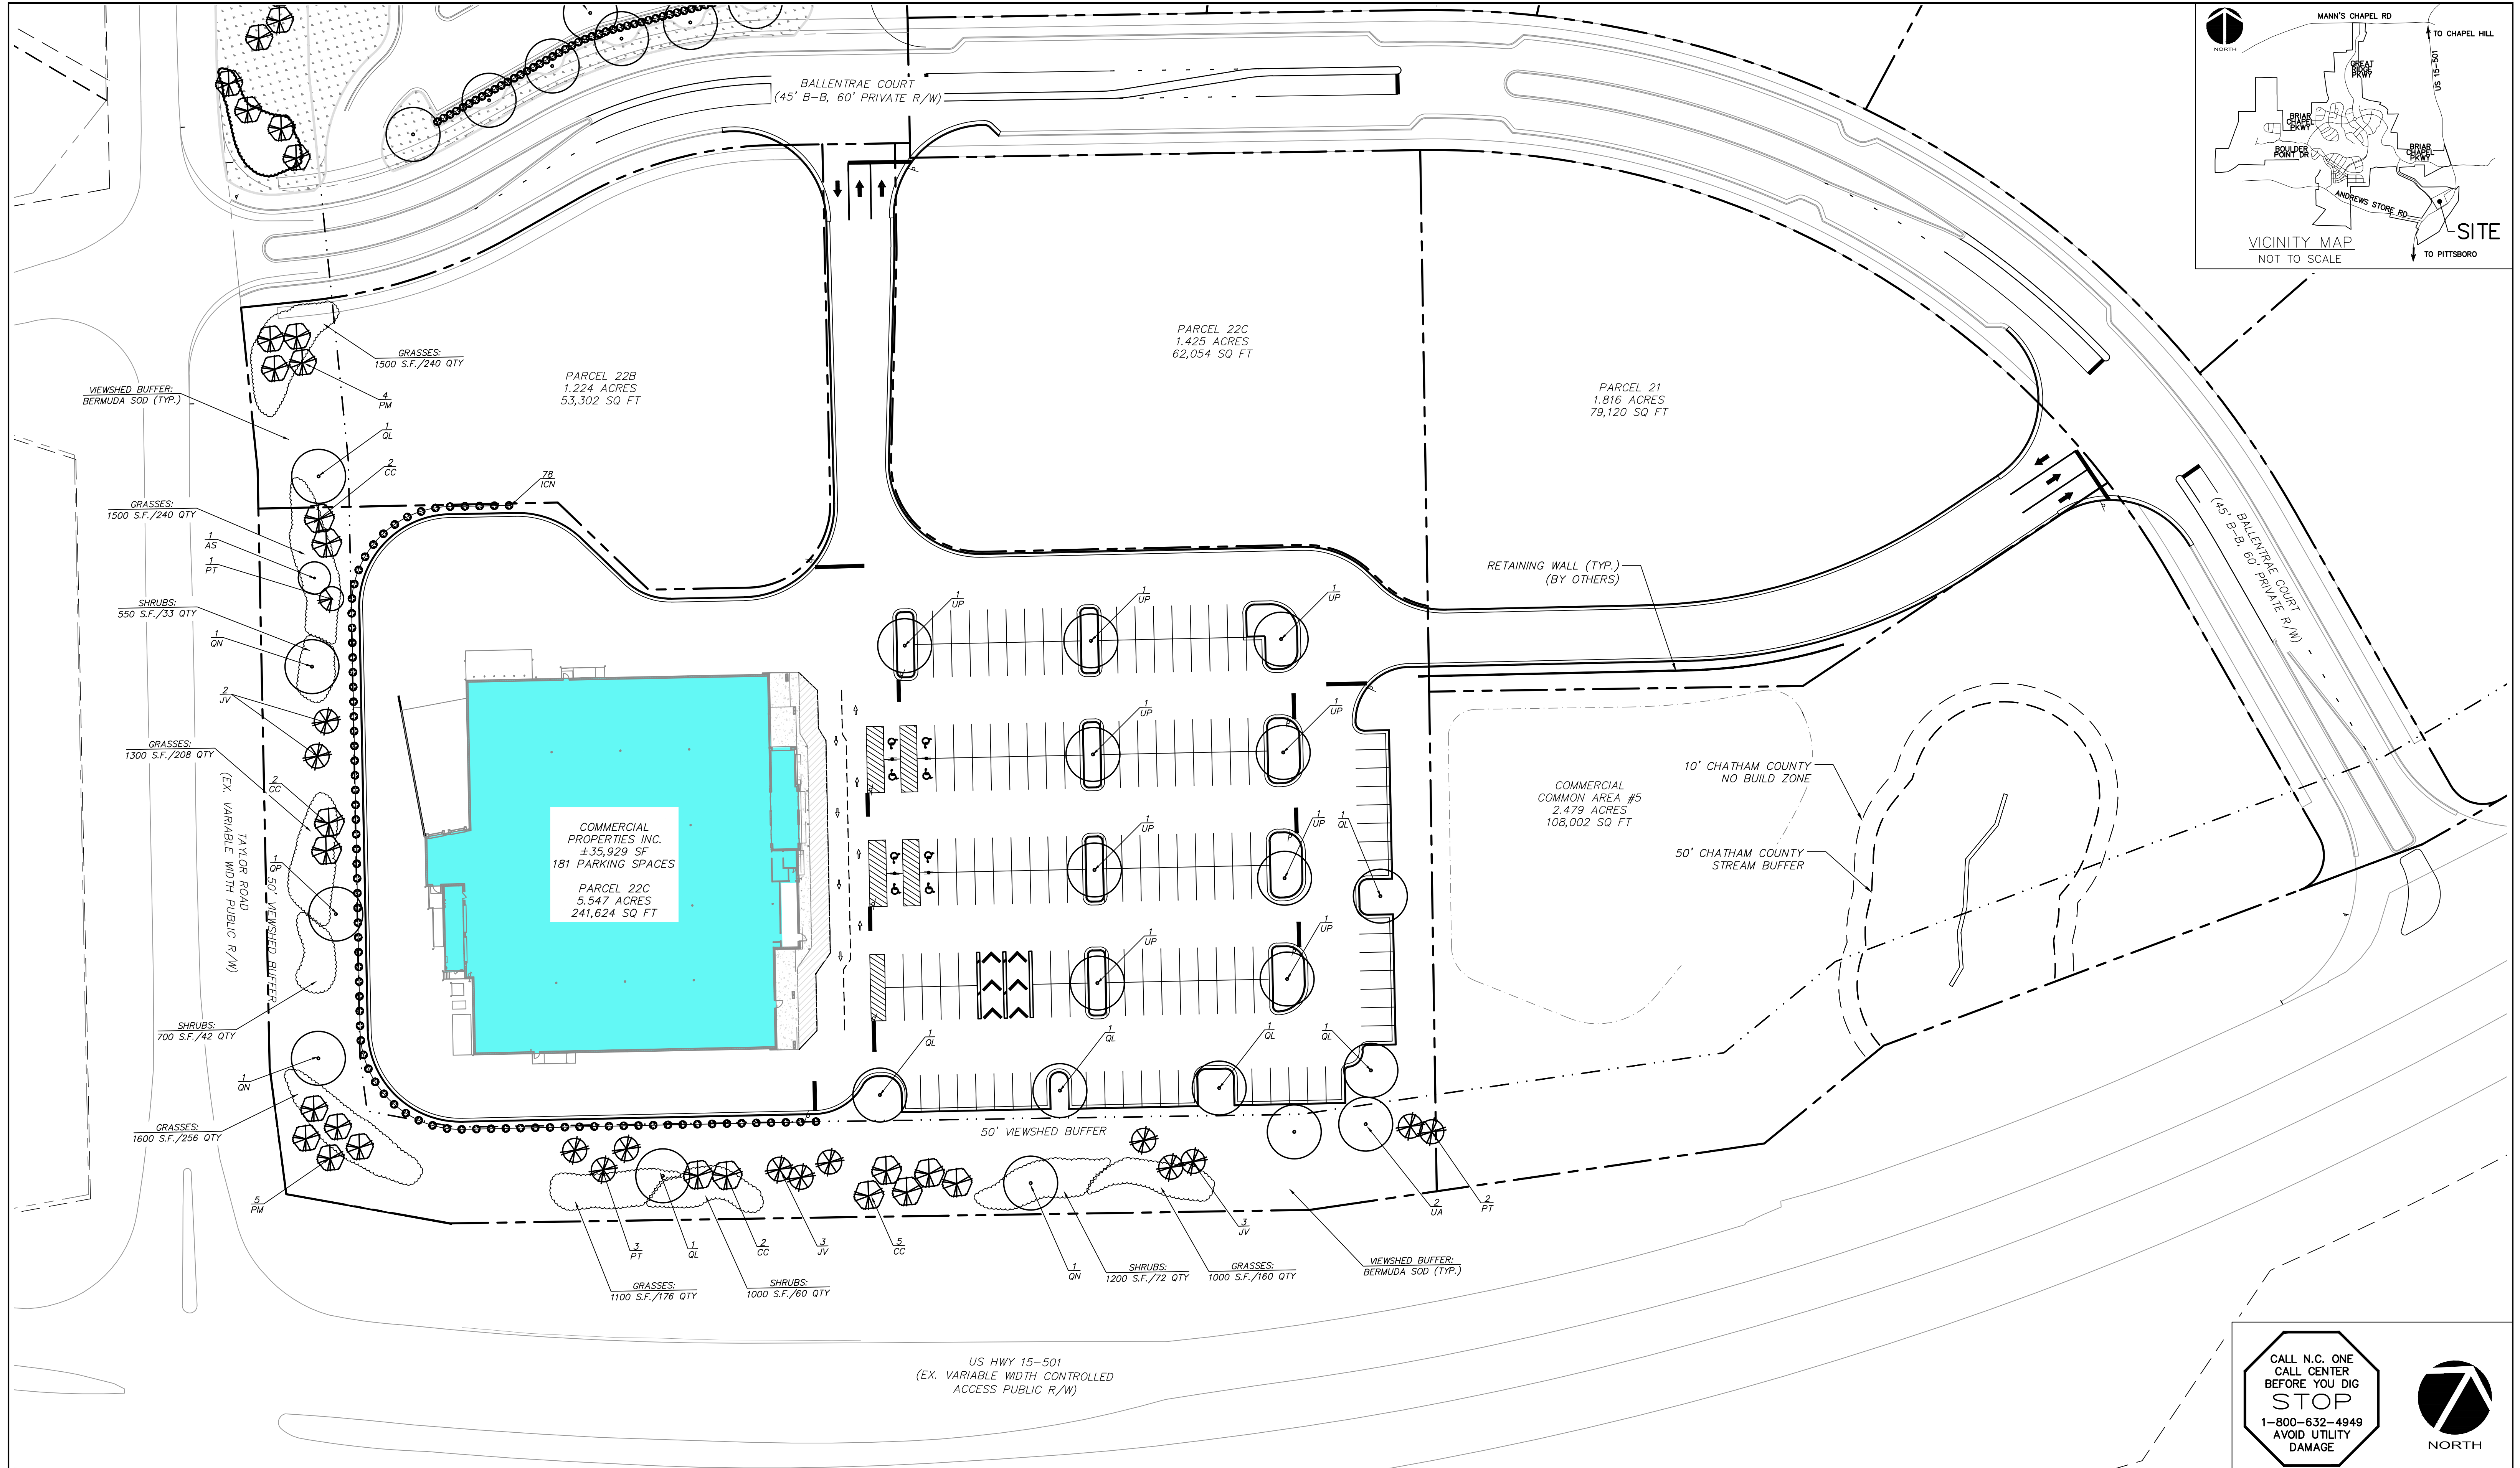 BALLENTRAE COURT
(45' B-B, 60' PRIVATE R/W)
NORTH
MANN'S CHAPEL RD
TO CHAPEL HILL
US 15-501
GREAT
RIDGE
PKWY
BRIAR
CHAPEL
PKWY
BOULDER
POINT DR
BRIAR
CHAPEL
PKWY
ANDREWS STORE RD
SITE
VICINITY MAP
NOT TO SCALE
TO PITTSBORO
GRASSES:
1500 S.F./240 QTY
VIEWSHED BUFFER:
BERMUDA SOD (TYP.)
4
PM
1
QL
2
CC
78
ICN
PARCEL 22B
1.224 ACRES
53,302 SQ FT
PARCEL 22C
1.425 ACRES
62,054 SQ FT
PARCEL 21
1.816 ACRES
79,120 SQ FT
GRASSES:
1500 S.F./240 QTY
1
AS
1
PT
SHRUBS:
550 S.F./33 QTY
1
QN
2
JV
GRASSES:
1300 S.F./208 QTY
2
CC
1
QP
TAYLOR ROAD
(EX. VARIABLE WIDTH PUBLIC R/W)
50' VIEWSHED BUFFER
SHRUBS:
700 S.F./42 QTY
1
QN
GRASSES:
1600 S.F./256 QTY
5
PM
RETAINING WALL (TYP.)
(BY OTHERS)
BALLENTRAE COURT
(45' B-B, 60' PRIVATE R/W)
1
UP
1
UP
1
UP
1
UP
1
UP
1
UP
1
UP
1
QL
1
UP
1
UP
COMMERCIAL
PROPERTIES INC.
±35,929 SF
181 PARKING SPACES
PARCEL 22C
5.547 ACRES
241,624 SQ FT
COMMERCIAL
COMMON AREA #5
2.479 ACRES
108,002 SQ FT
10' CHATHAM COUNTY
NO BUILD ZONE
50' CHATHAM COUNTY
STREAM BUFFER
1
QL
1
QL
1
QL
1
QL
50' VIEWSHED BUFFER
3
PT
1
QL
2
CC
3
JV
5
CC
1
QN
3
JV
2
UA
2
PT
GRASSES:
1100 S.F./176 QTY
SHRUBS:
1000 S.F./60 QTY
SHRUBS:
1200 S.F./72 QTY
GRASSES:
1000 S.F./160 QTY
VIEWSHED BUFFER:
BERMUDA SOD (TYP.)
US HWY 15-501
(EX. VARIABLE WIDTH CONTROLLED
ACCESS PUBLIC R/W)
CALL N.C. ONE
CALL CENTER
BEFORE YOU DIG
STOP
1-800-632-4949
AVOID UTILITY
DAMAGE
NORTH